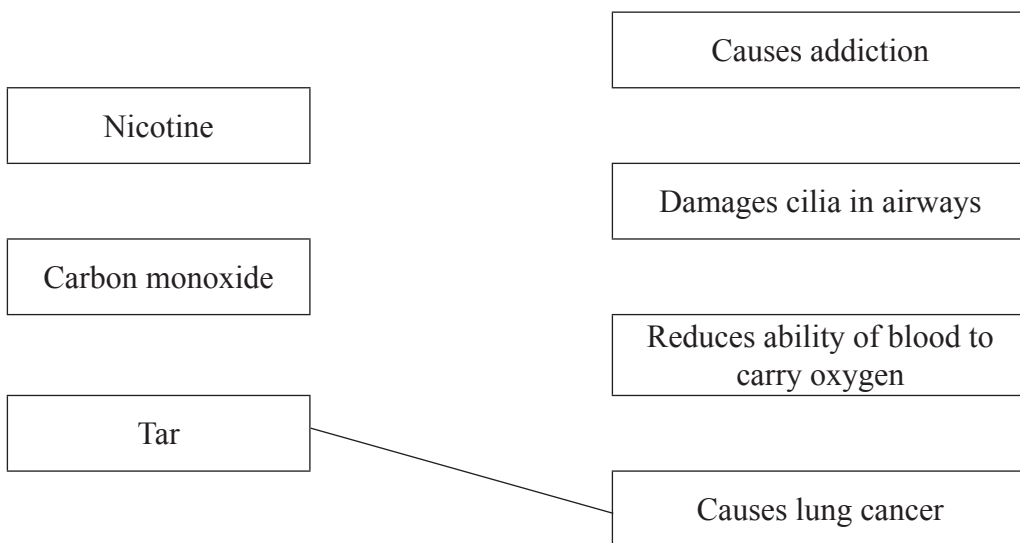 Causes addiction
Nicotine
Damages cilia in airways
Carbon monoxide
Reduces ability of blood to
carry oxygen
Tar
Causes lung cancer